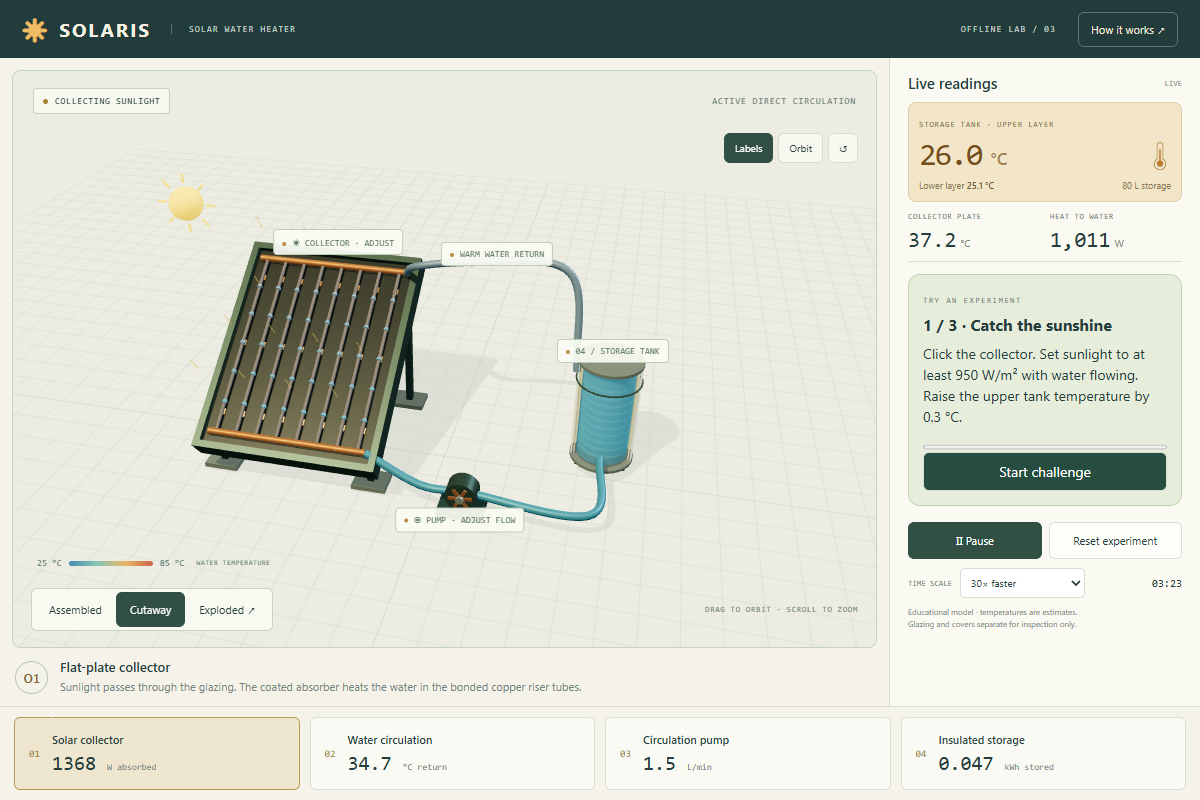 SOLARIS
SOLAR WATER HEATER
OFFLINE LAB / 03
How it works ↗
COLLECTING SUNLIGHT
ACTIVE DIRECT CIRCULATION
Labels
Orbit
↺
☀ COLLECTOR · ADJUST
WARM WATER RETURN
04 / STORAGE TANK
PUMP · ADJUST FLOW
25 °C
85 °C
WATER TEMPERATURE
Assembled
Cutaway
Exploded ↗
DRAG TO ORBIT · SCROLL TO ZOOM
01
Flat-plate collector
Sunlight passes through the glazing. The coated absorber heats the water in the bonded copper riser tubes.
Live readings
LIVE
STORAGE TANK · UPPER LAYER
26.0 °C
Lower layer 25.1 °C
80 L storage
COLLECTOR PLATE
37.2 °C
HEAT TO WATER
1,011 W
TRY AN EXPERIMENT
1 / 3 · Catch the sunshine
Click the collector. Set sunlight to at
least 950 W/m² with water flowing.
Raise the upper tank temperature by
0.3 °C.
Start challenge
II Pause
Reset experiment
TIME SCALE
30× faster
03:23
Educational model · temperatures are estimates.
Glazing and covers separate for inspection only.
01
Solar collector
1368 W absorbed
02
Water circulation
34.7 °C return
03
Circulation pump
1.5 L/min
04
Insulated storage
0.047 kWh stored